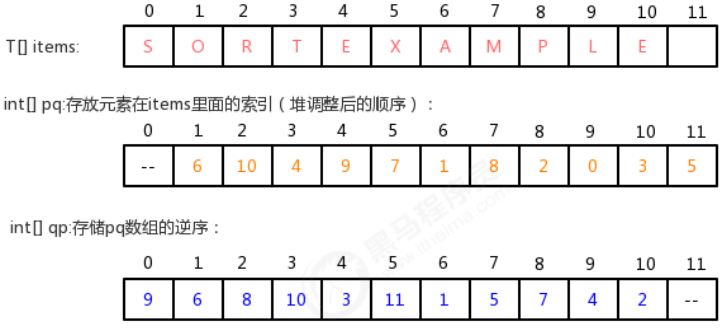 0 1 2 3 4 5 6 7 8 9 10 11
T[] items: S O R T E X A M P L E
int[] pq:存放元素在items里面的索引（堆调整后的顺序）：
0 1 2 3 4 5 6 7 8 9 10 11
-- 6 10 4 9 7 1 8 2 0 3 5
int[] qp:存储pq数组的逆序：
0 1 2 3 4 5 6 7 8 9 10 11
9 6 8 10 3 11 1 5 7 4 2 --
黑马程序员
www.itheima.com